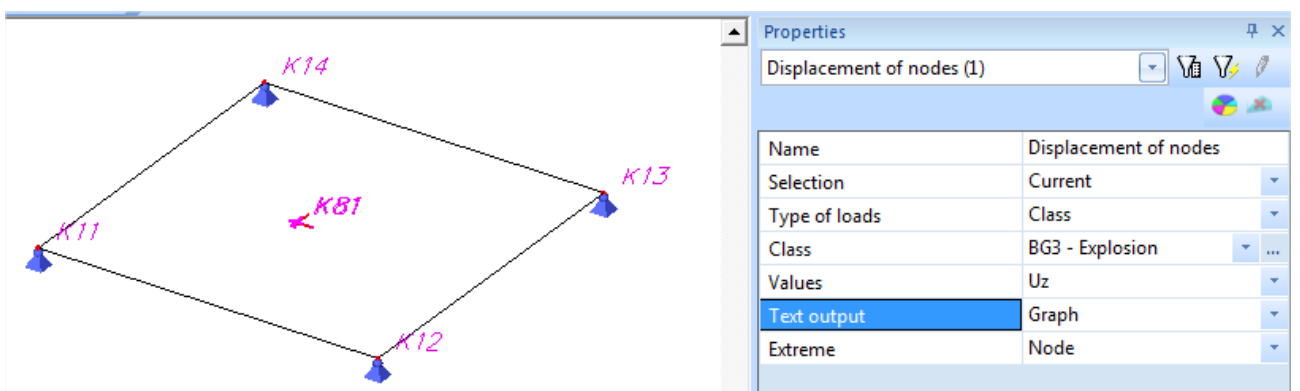 K14
K13
K81
K11
K12
Properties
Displacement of nodes (1)
Name Displacement of nodes
Selection Current
Type of loads Class
Class BG3 - Explosion ...
Values Uz
Text output Graph
Extreme Node